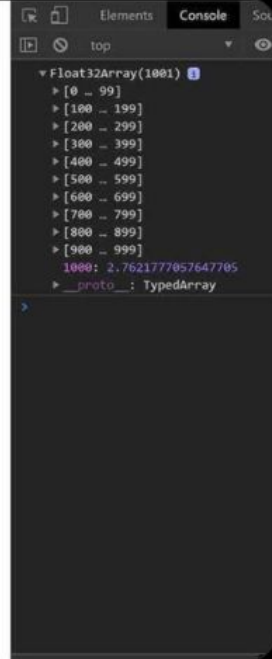 Elements Console Sou
top
Float32Array(1001) i
[0 … 99]
[100 … 199]
[200 … 299]
[300 … 399]
[400 … 499]
[500 … 599]
[600 … 699]
[700 … 799]
[800 … 899]
[900 … 999]
1000: 2.7621777057647705
__proto__: TypedArray